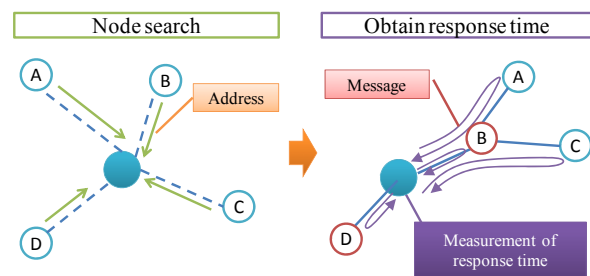 Node search
A
B
Address
D
C
Obtain response time
Message
A
B
C
D
Measurement of
response time